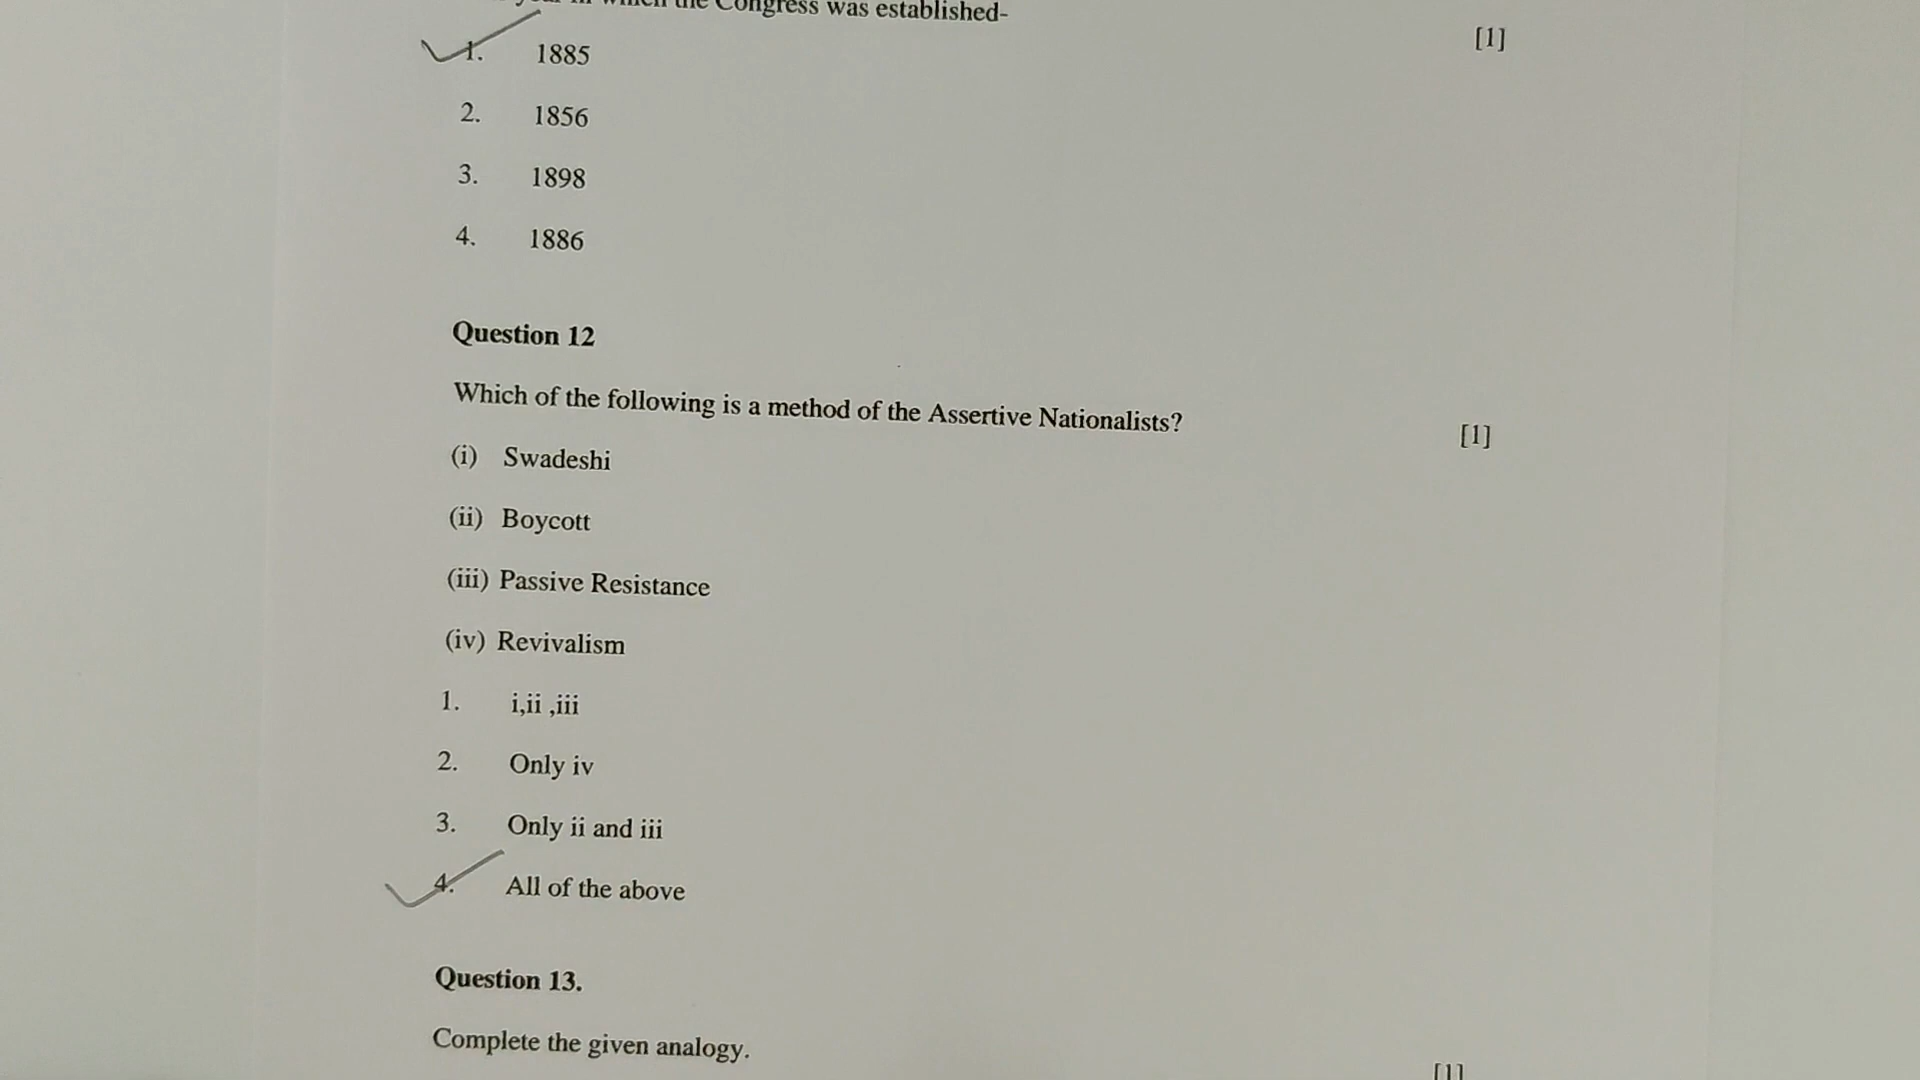 the Congress was established-
[1]
1. 1885
2. 1856
3. 1898
4. 1886
Question 12
Which of the following is a method of the Assertive Nationalists?
[1]
(i) Swadeshi
(ii) Boycott
(iii) Passive Resistance
(iv) Revivalism
1. i,ii ,iii
2. Only iv
3. Only ii and iii
4. All of the above
Question 13.
Complete the given analogy.
[1]